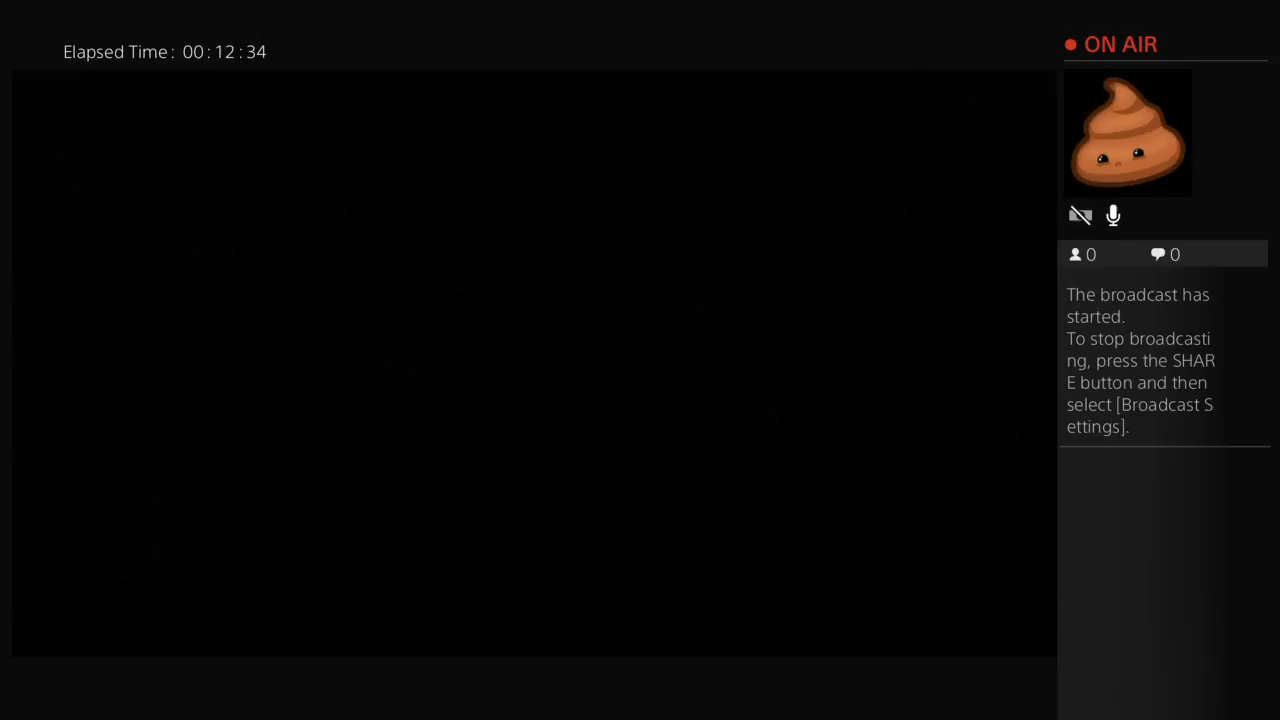 Elapsed Time: 00:12:34
ON AIR
0
0
The broadcast has
started.
To stop broadcasti
ng, press the SHAR
E button and then
select [Broadcast S
ettings].